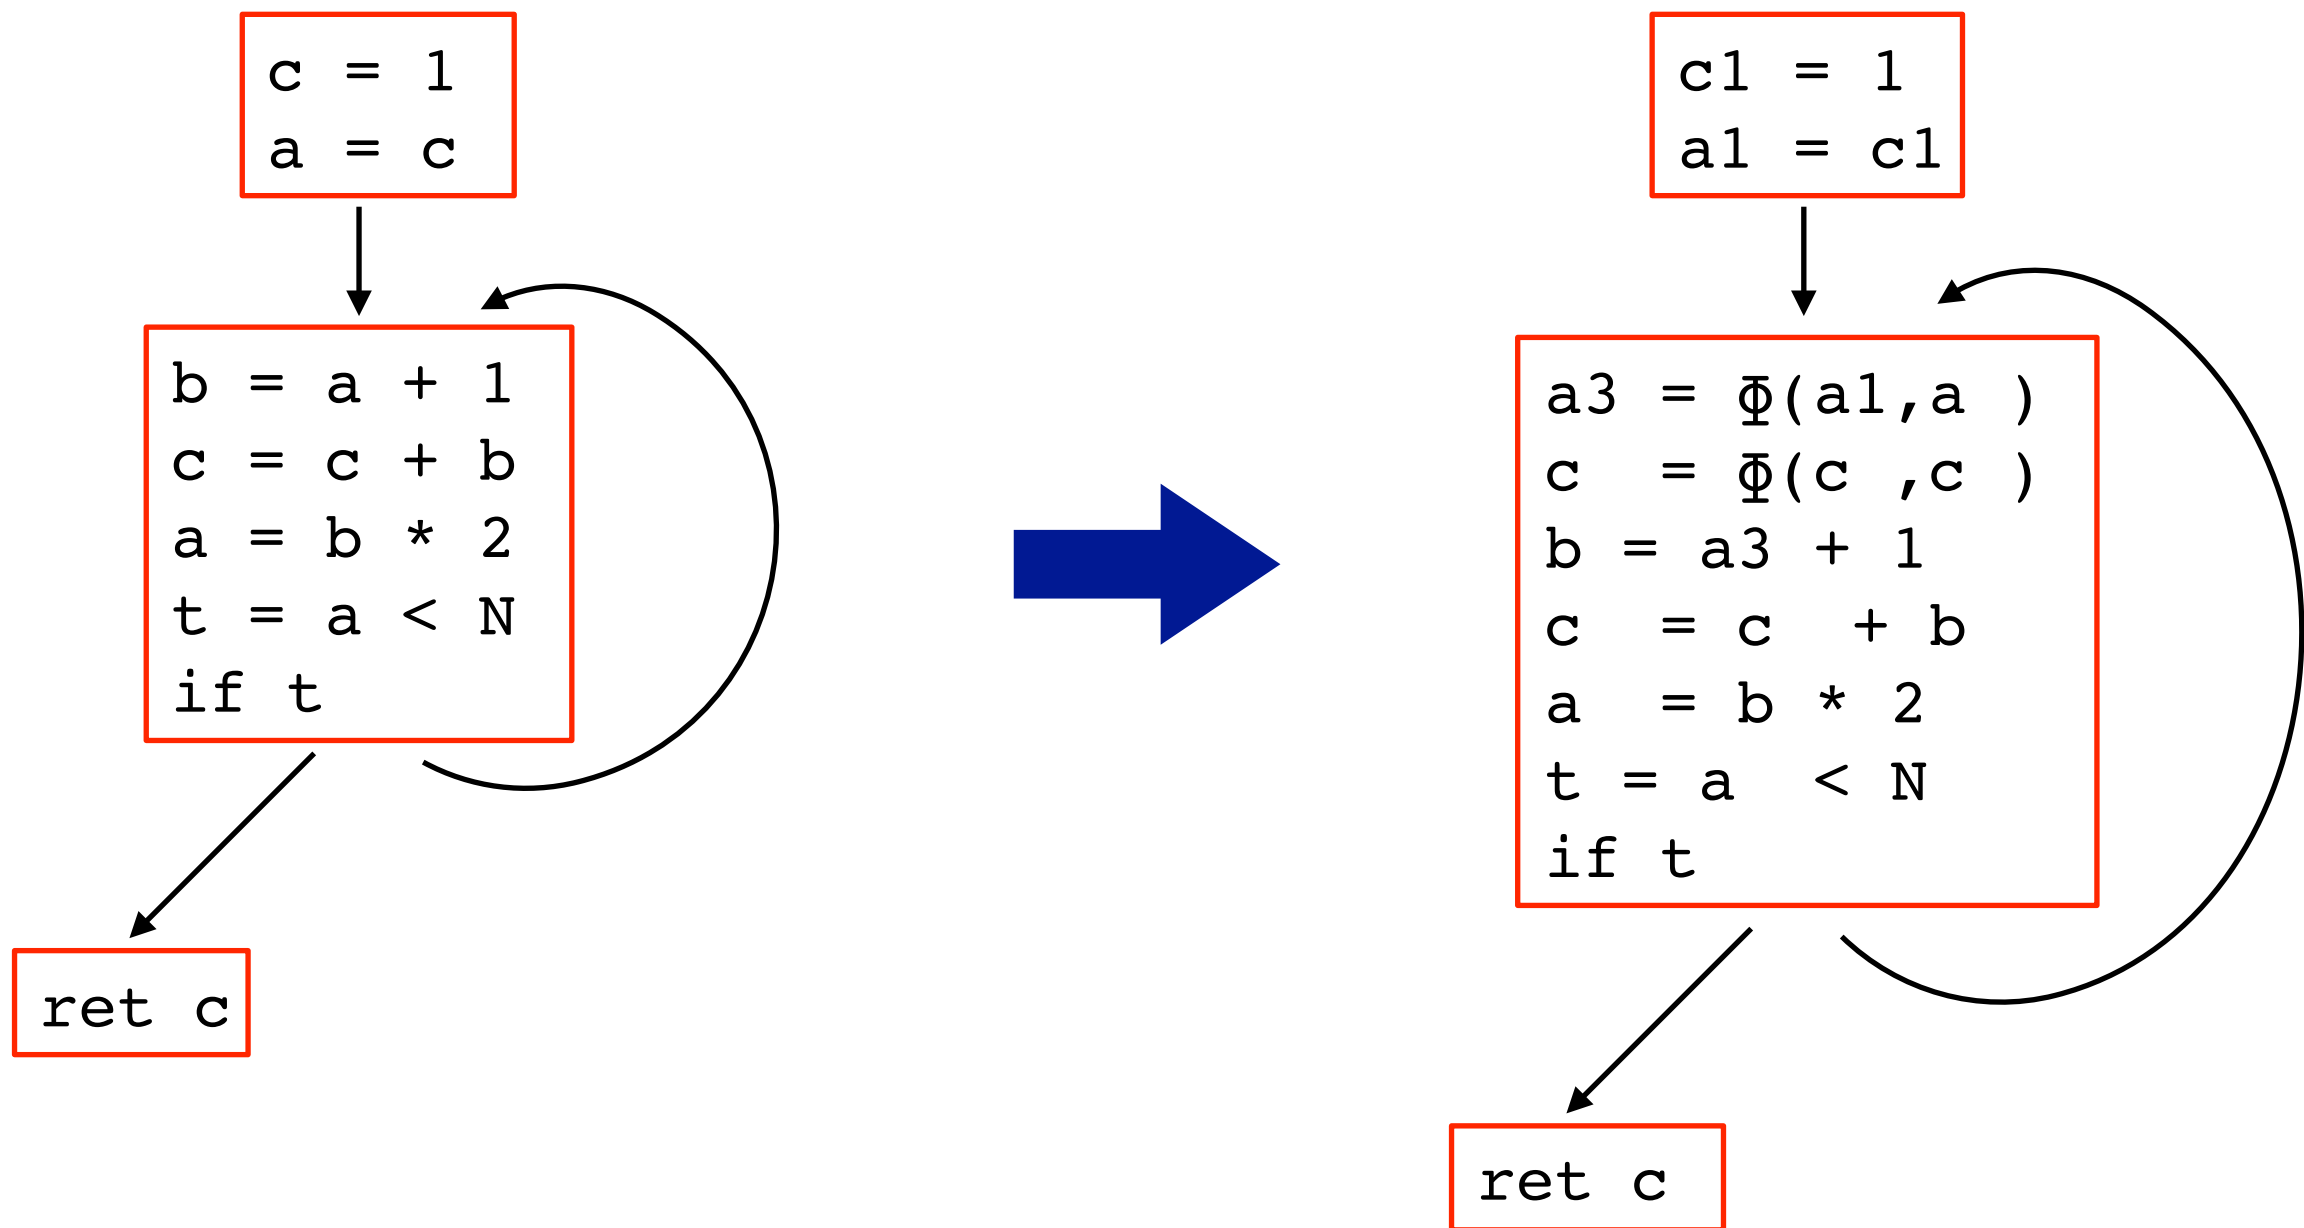 c = 1
a = c
b = a + 1
c = c + b
a = b * 2
t = a < N
if t
ret c
c1 = 1
a1 = c1
a3 = Φ(a1,a )
c  = Φ(c ,c )
b = a3 + 1
c  = c  + b
a  = b * 2
t = a  < N
if t
ret c